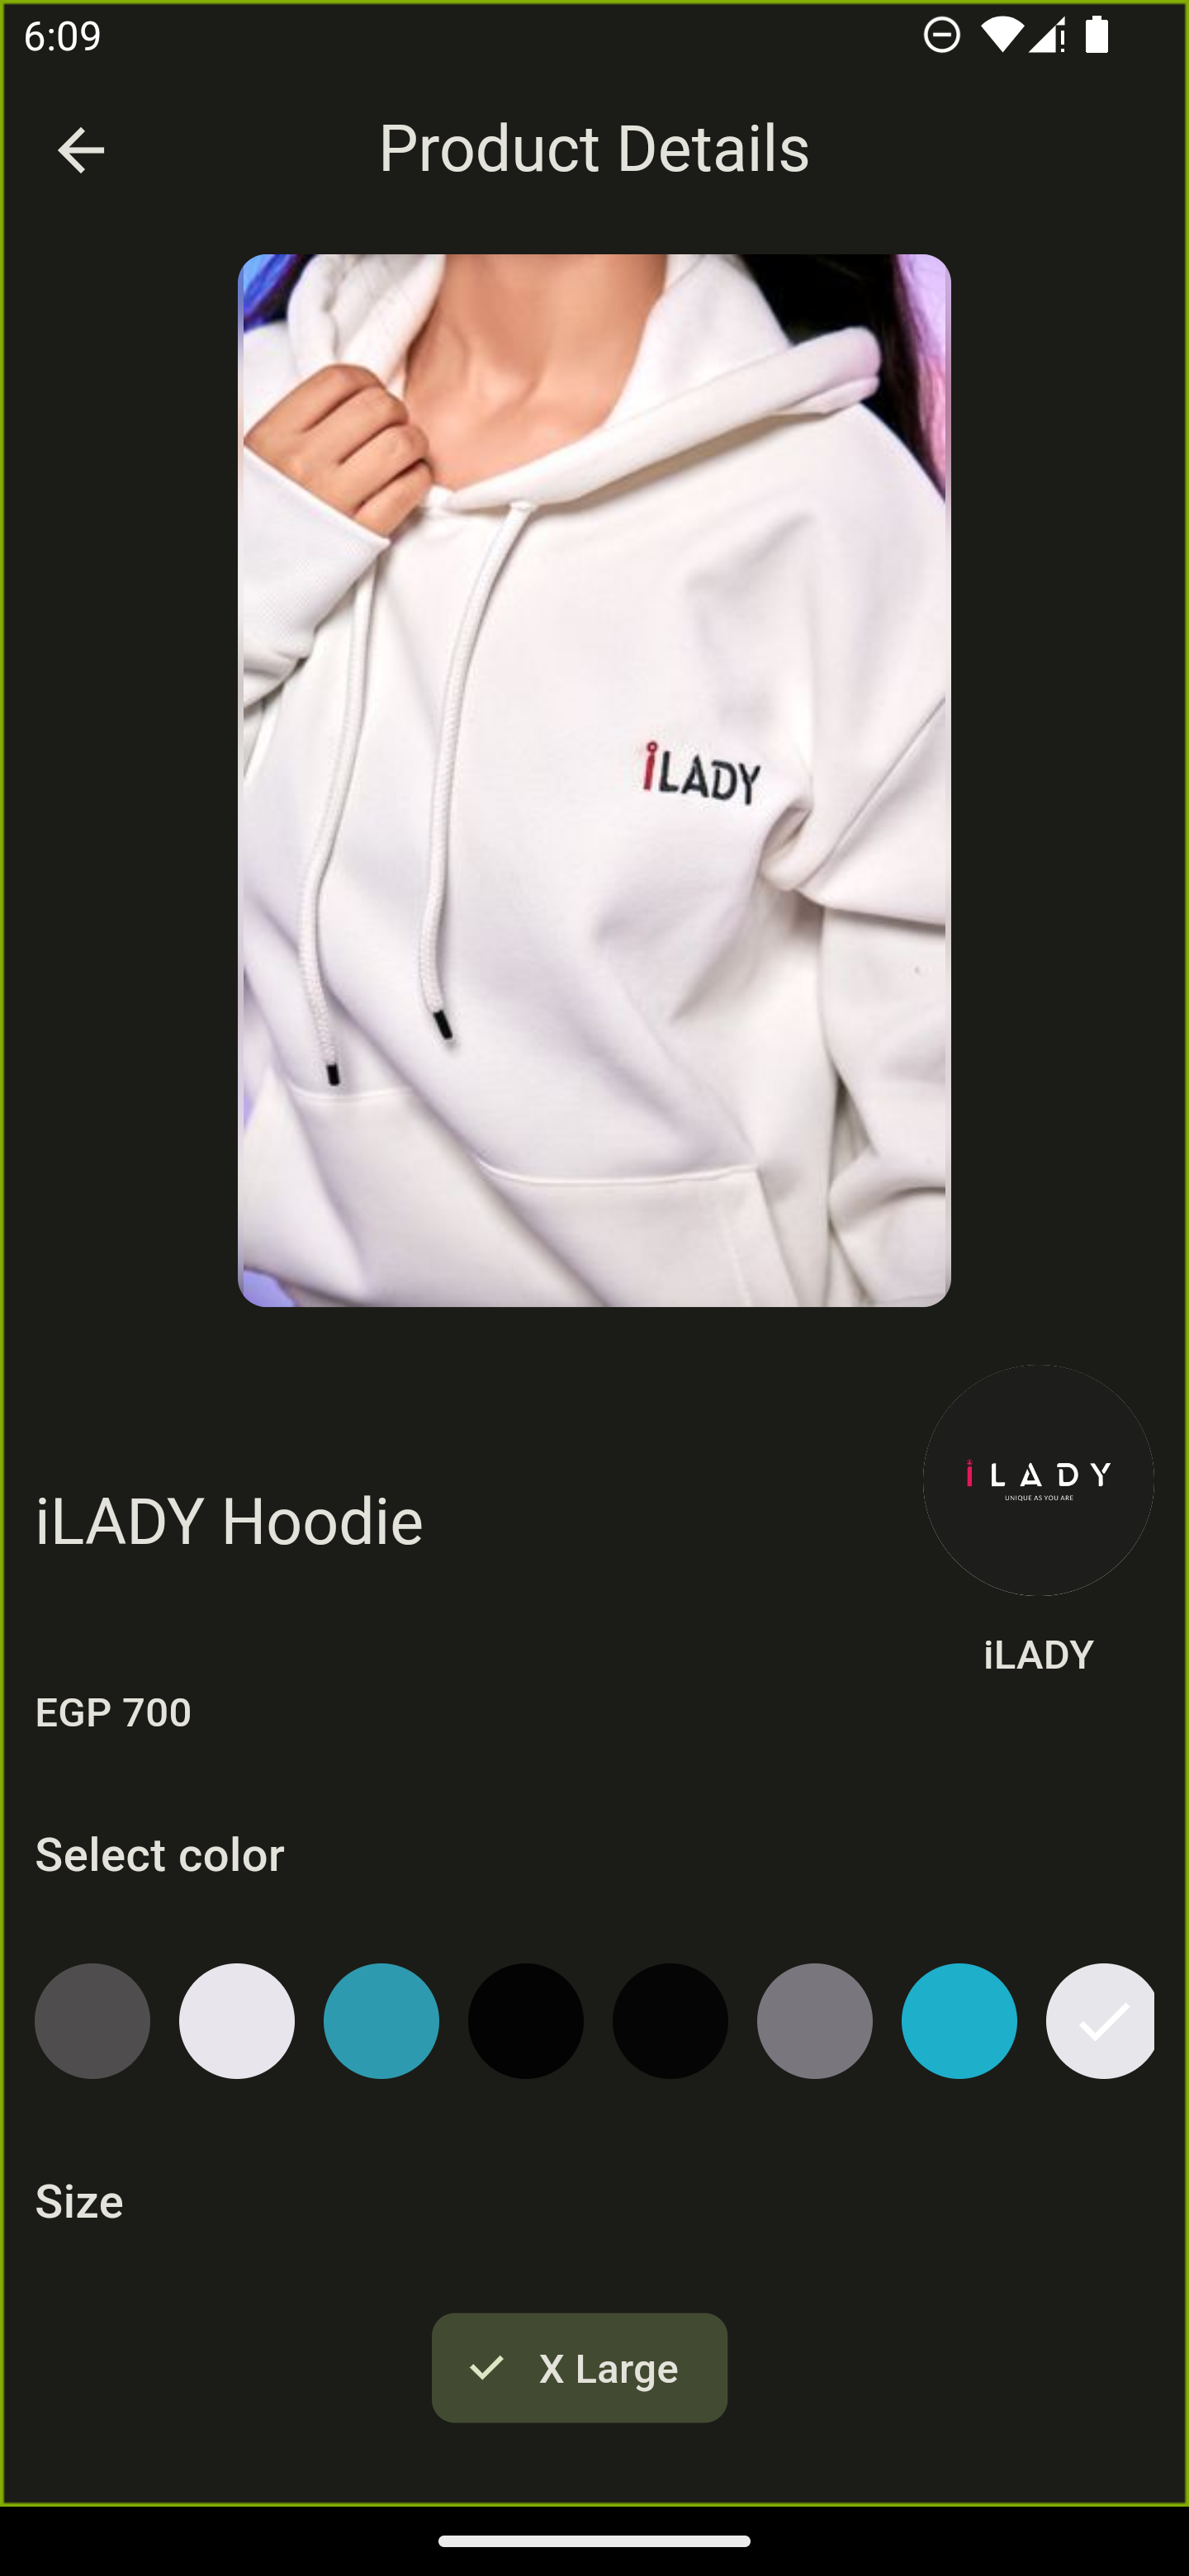 6:09
Product Details
iLADY
iLADY
UNIQUE AS YOU ARE
iLADY Hoodie
iLADY
EGP 700
Select color
Size
X Large